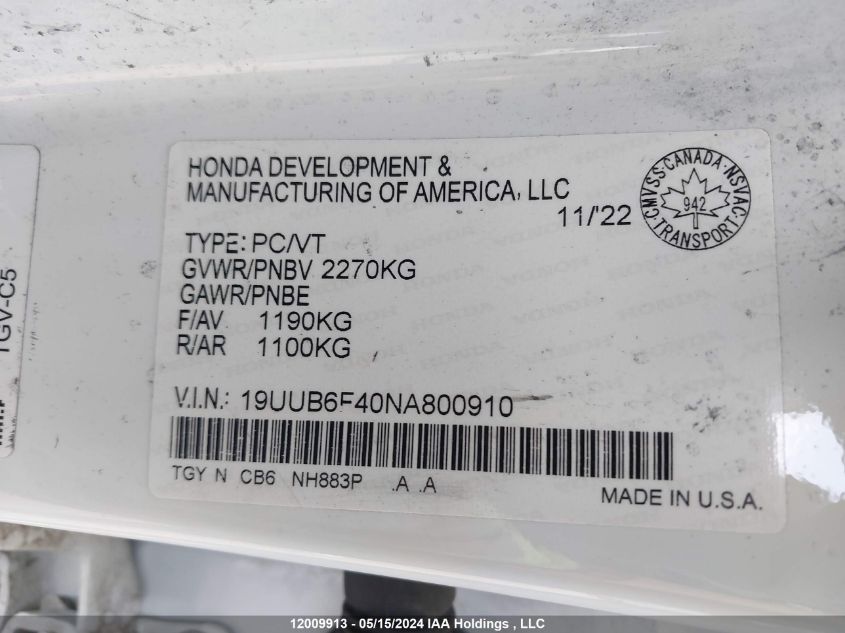 HONDA DEVELOPMENT &
MANUFACTURING OF AMERICA, LLC
11/'22
CMVSS·CANADA·NSVAC·
942
TRANSPORT
TYPE: PC/VT
GVWR/PNBV 2270KG
GAWR/PNBE
F/AV 1190KG
R/AR 1100KG
V.I.N.: 19UUB6F40NA800910
TGY N CB6 NH883P .A .A
MADE IN U.S.A.
TGV-C5
12009913 - 05/15/2024 IAA Holdings , LLC